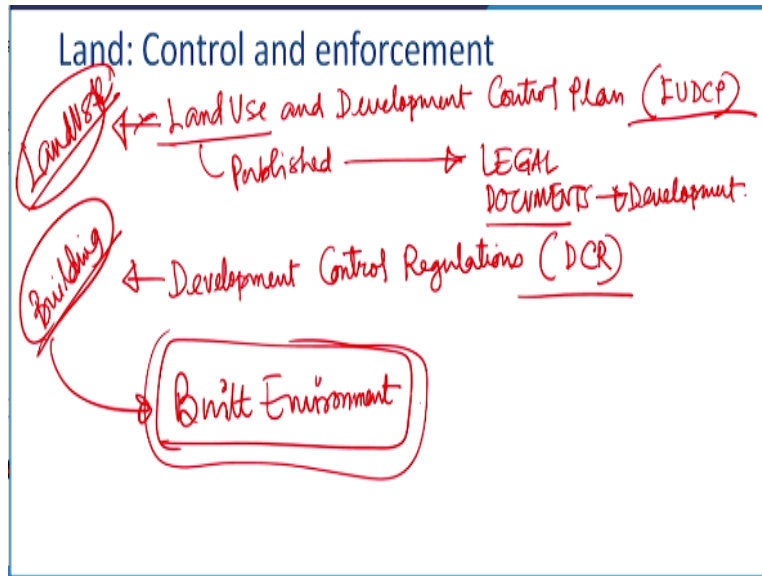 Land: Control and enforcement
LandUse
Land Use and Development Control Plan (LUDCP)
Published LEGAL
DOCUMENTS Development.
Building
Development Control Regulations (DCR)
Built Environment